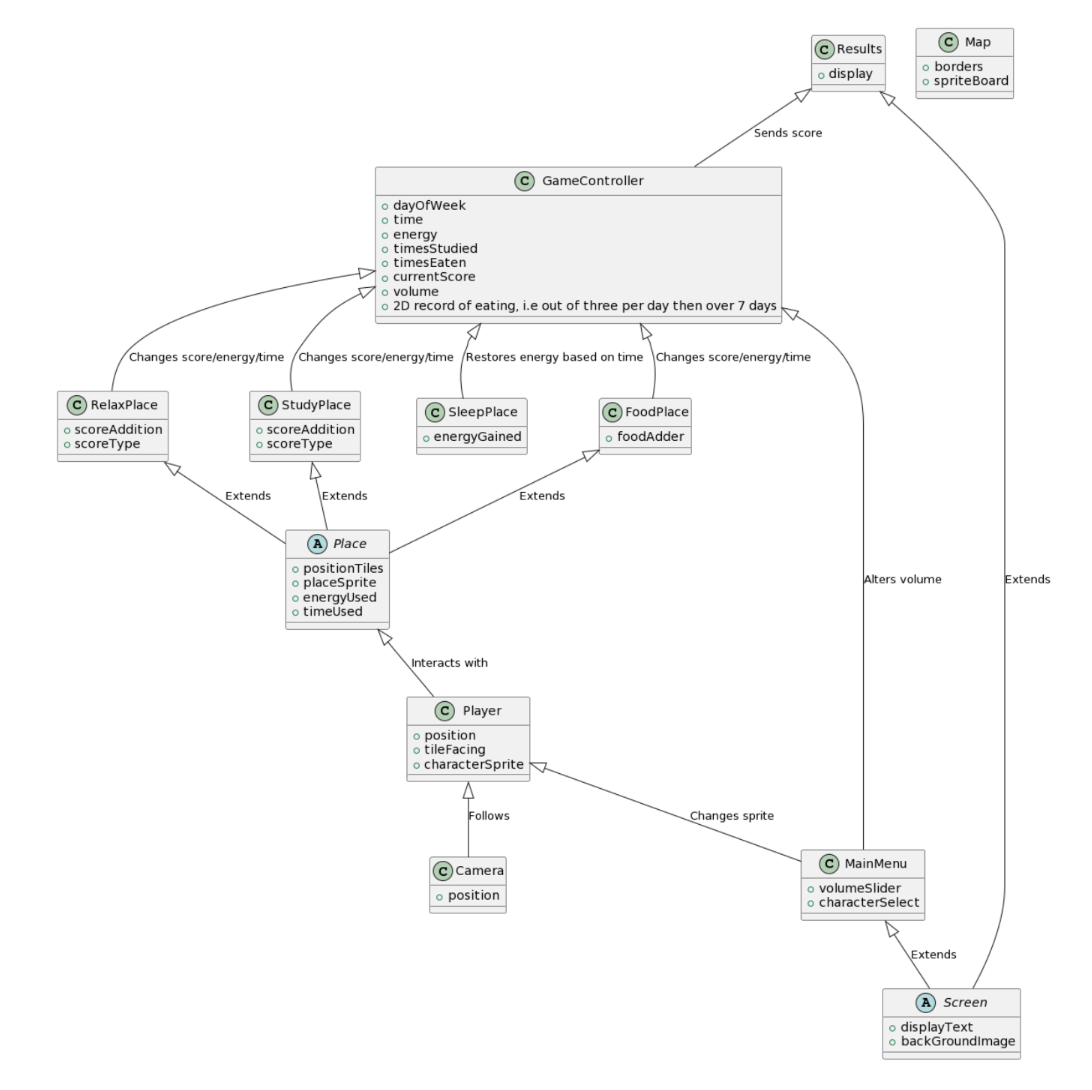 C Results
display
C Map
borders
spriteBoard
Sends score
C GameController
dayOfWeek
time
energy
timesStudied
timesEaten
currentScore
volume
2D record of eating, i.e out of three per day then over 7 days
Changes score/energy/time
Changes score/energy/time
Restores energy based on time
Changes score/energy/time
C RelaxPlace
scoreAddition
scoreType
C StudyPlace
scoreAddition
scoreType
C SleepPlace
energyGained
C FoodPlace
foodAdder
Extends
Extends
Extends
A Place
positionTiles
placeSprite
energyUsed
timeUsed
Alters volume
Extends
Interacts with
C Player
position
tileFacing
characterSprite
Follows
Changes sprite
C Camera
position
C MainMenu
volumeSlider
characterSelect
Extends
A Screen
displayText
backGroundImage